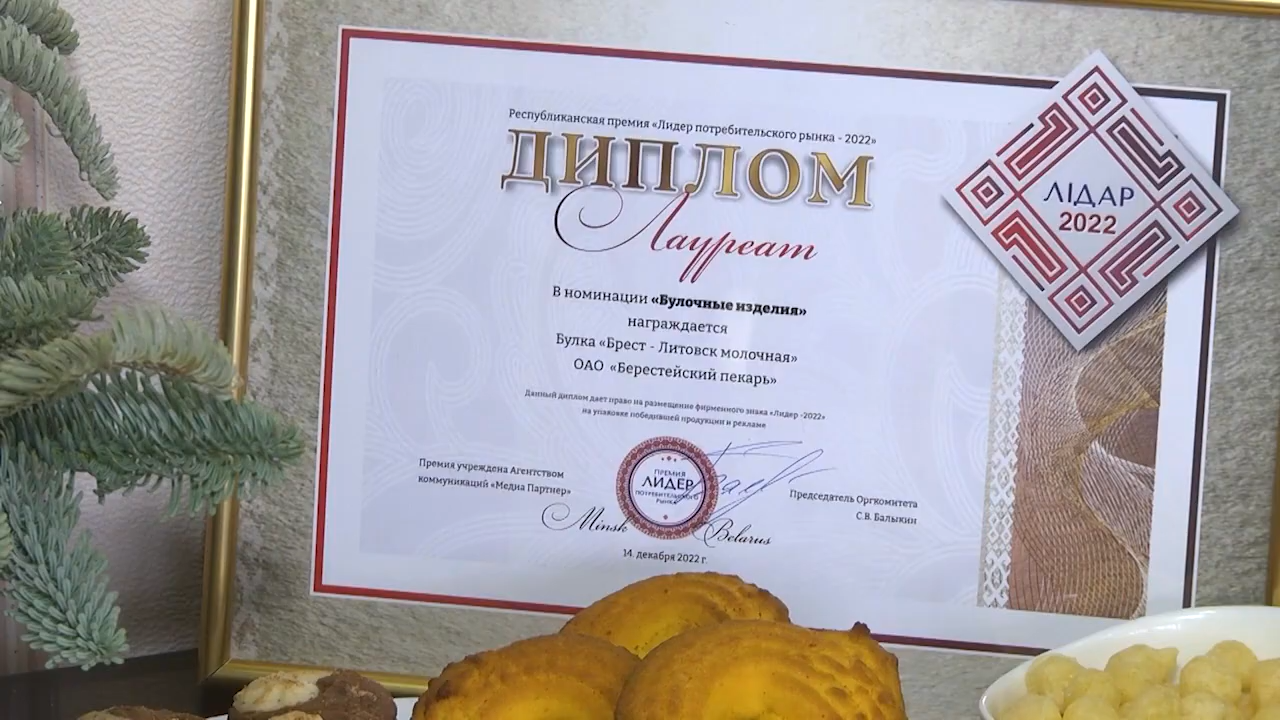 Республиканская премия «Лидер потребительского рынка - 2022»
ДИПЛОМ
Лауреат
ЛІДАР
2022
В номинации «Булочные изделия»
награждается
Булка «Брест - Литовск молочная»
ОАО «Берестейский пекарь»
Данный диплом дает право на размещение фирменного знака «Лидер -2022»
на упаковке победившей продукции и рекламе
Премия учреждена Агентством
коммуникаций «Медиа Партнер»
ПРЕМИЯ
ЛИДЕР
ПОТРЕБИТЕЛЬСКОГО
РЫНКА
Председатель Оргкомитета
С.В. Балыкин
Minsk Belarus
14. декабря 2022 г.